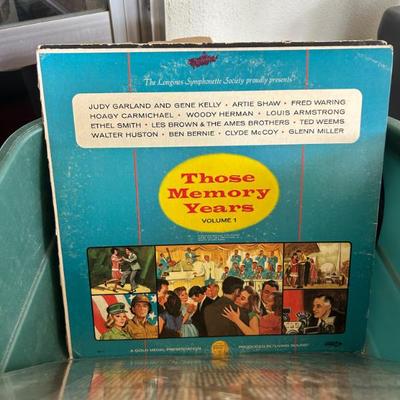 The Longines Symphonette Society proudly presents
JUDY GARLAND AND GENE KELLY • ARTIE SHAW • FRED WARING
HOAGY CARMICHAEL • WOODY HERMAN • LOUIS ARMSTRONG
ETHEL SMITH • LES BROWN & THE AMES BROTHERS • TED WEEMS
WALTER HUSTON • BEN BERNIE • CLYDE McCOY • GLENN MILLER
Those
Memory
Years
VOLUME 1
A GOLD MEDAL PRESENTATION
PRODUCED IN "LIVING SOUND"